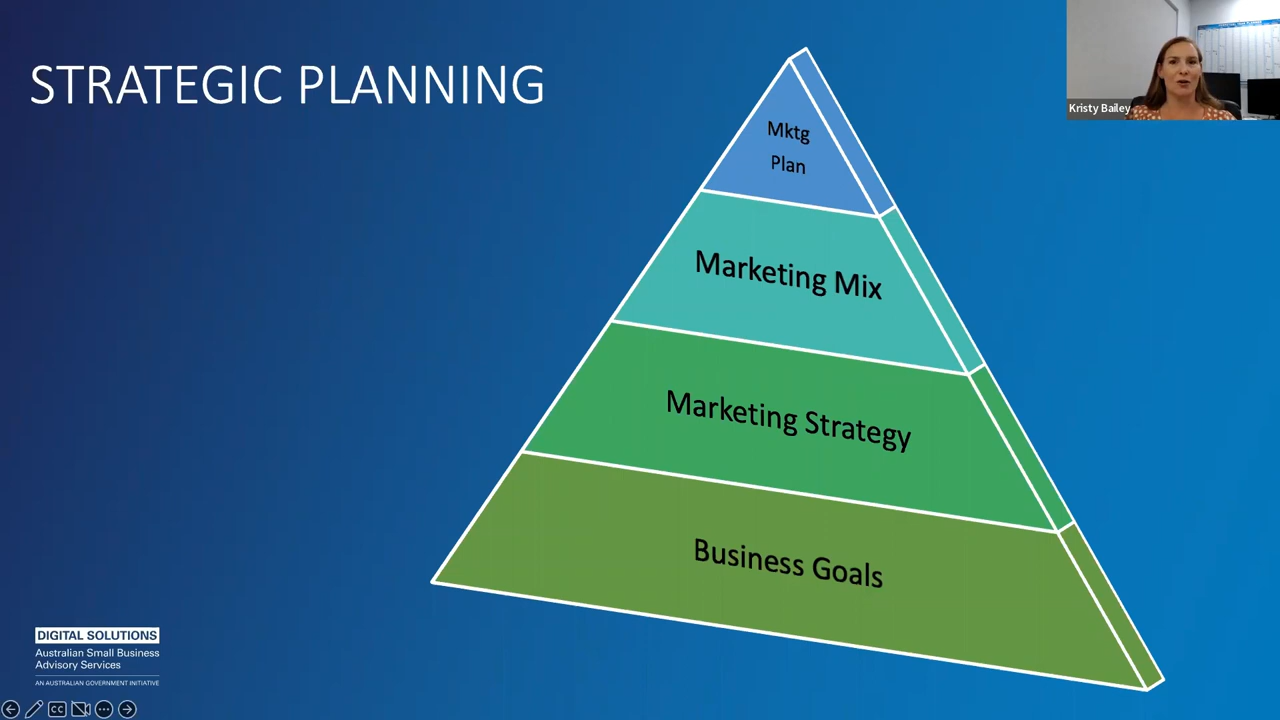 STRATEGIC PLANNING
Kristy Bailey
Mktg
Plan
Marketing Mix
Marketing Strategy
Business Goals
DIGITAL SOLUTIONS
Australian Small Business
Advisory Services
AN AUSTRALIAN GOVERNMENT INITIATIVE
CC